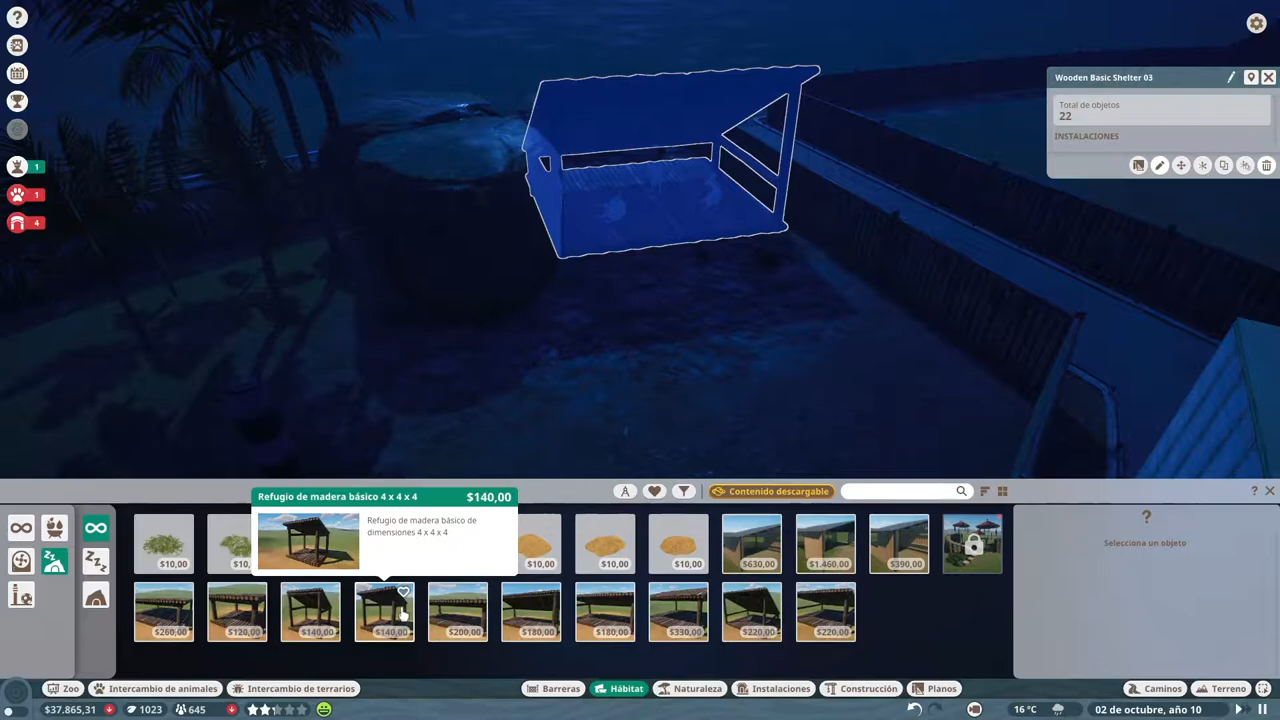 ?
1
1
4
Wooden Basic Shelter 03
Total de objetos
22
INSTALACIONES
Refugio de madera básico 4 x 4 x 4 $140,00
Refugio de madera básico de
dimensiones 4 x 4 x 4
Contenido descargable
? X
?
Selecciona un objeto
$10,00
$10,00
$10,00
$10,00
$630,00
$1.460,00
$390,00
$260,00
$120,00
$140,00
$140,00
$200,00
$180,00
$180,00
$330,00
$220,00
$220,00
Zoo
Intercambio de animales
Intercambio de terrarios
Barreras
Hábitat
Naturaleza
Instalaciones
Construcción
Planos
Caminos
Terreno
$37.865,31
1023
645
16 °C
02 de octubre, año 10